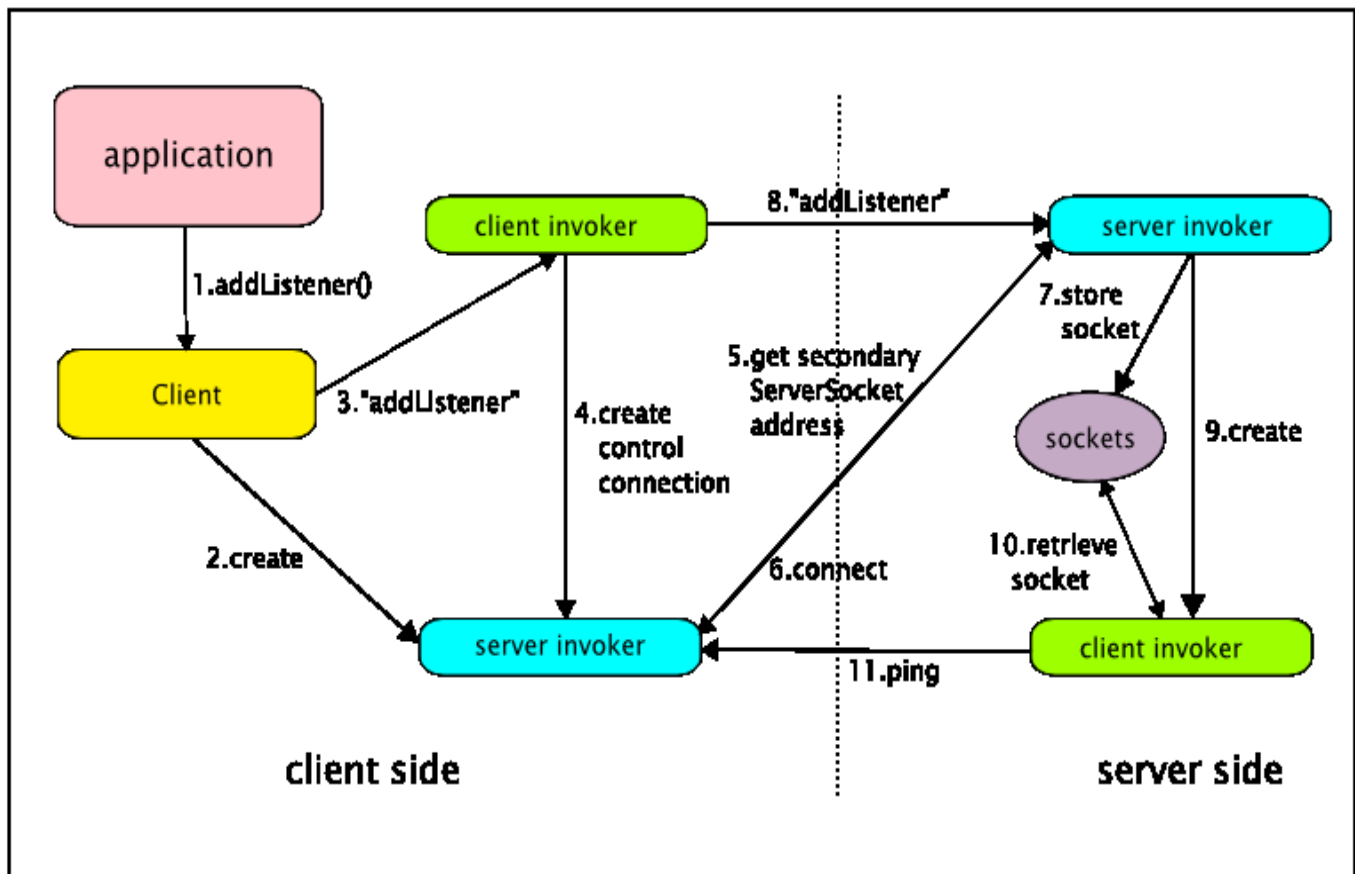 application
client invoker
8."addListener"
server invoker
1.addListener()
7.store
socket
Client
3."addListener"
4.create
control
connection
5.get secondary
ServerSocket
address
sockets
9.create
2.create
6.connect
10.retrieve
socket
server invoker
11.ping
client invoker
client side
server side